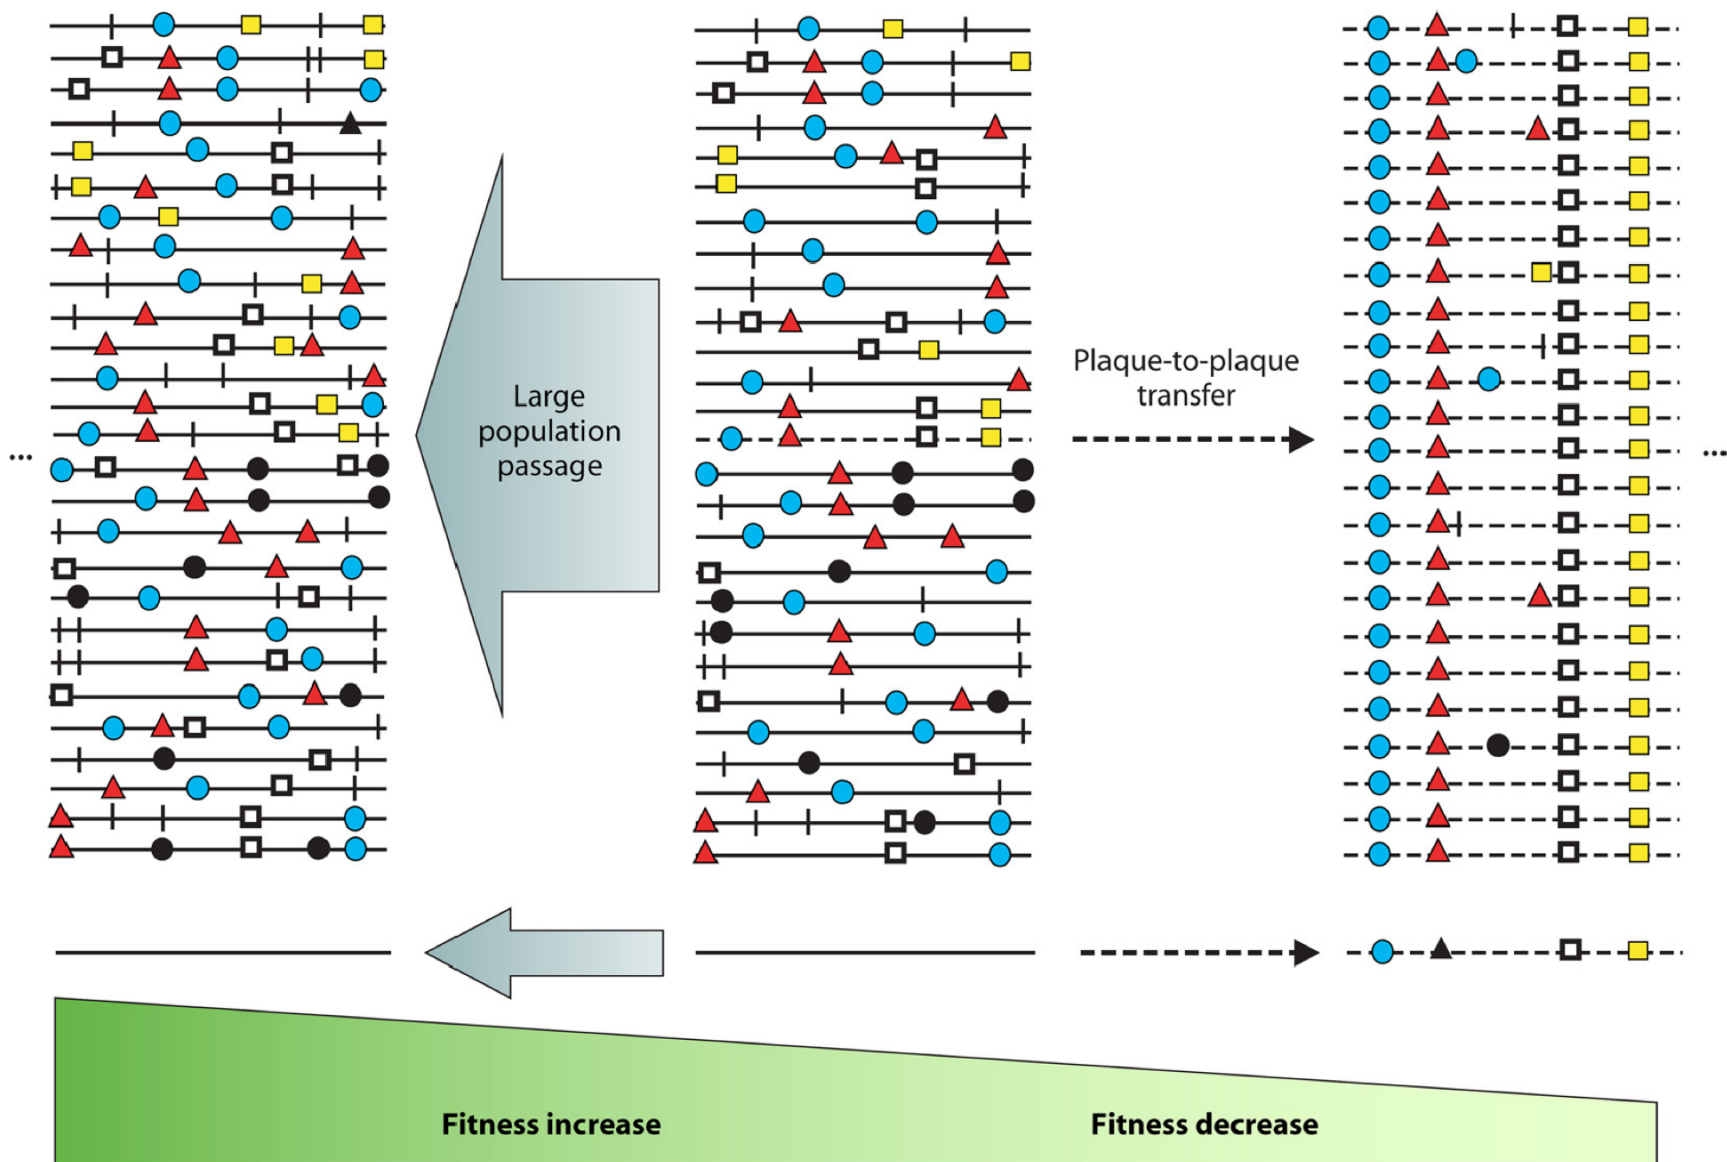 Large
population
passage
Plaque-to-plaque
transfer
...
...
Fitness increase
Fitness decrease